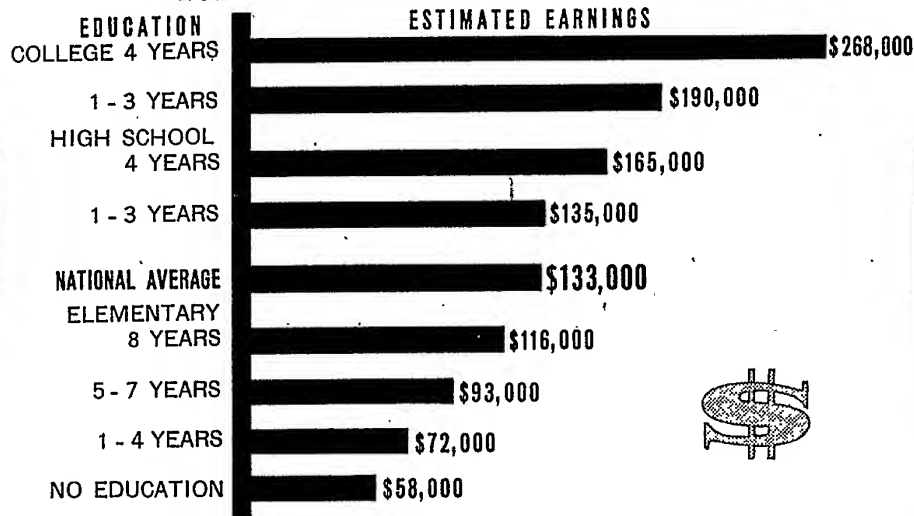 EDUCATION ESTIMATED EARNINGS
COLLEGE 4 YEARS $268,000
1 - 3 YEARS $190,000
HIGH SCHOOL
4 YEARS $165,000
1 - 3 YEARS $135,000
NATIONAL AVERAGE $133,000
ELEMENTARY
8 YEARS $116,000
5 - 7 YEARS $93,000
1 - 4 YEARS $72,000
NO EDUCATION $58,000
$